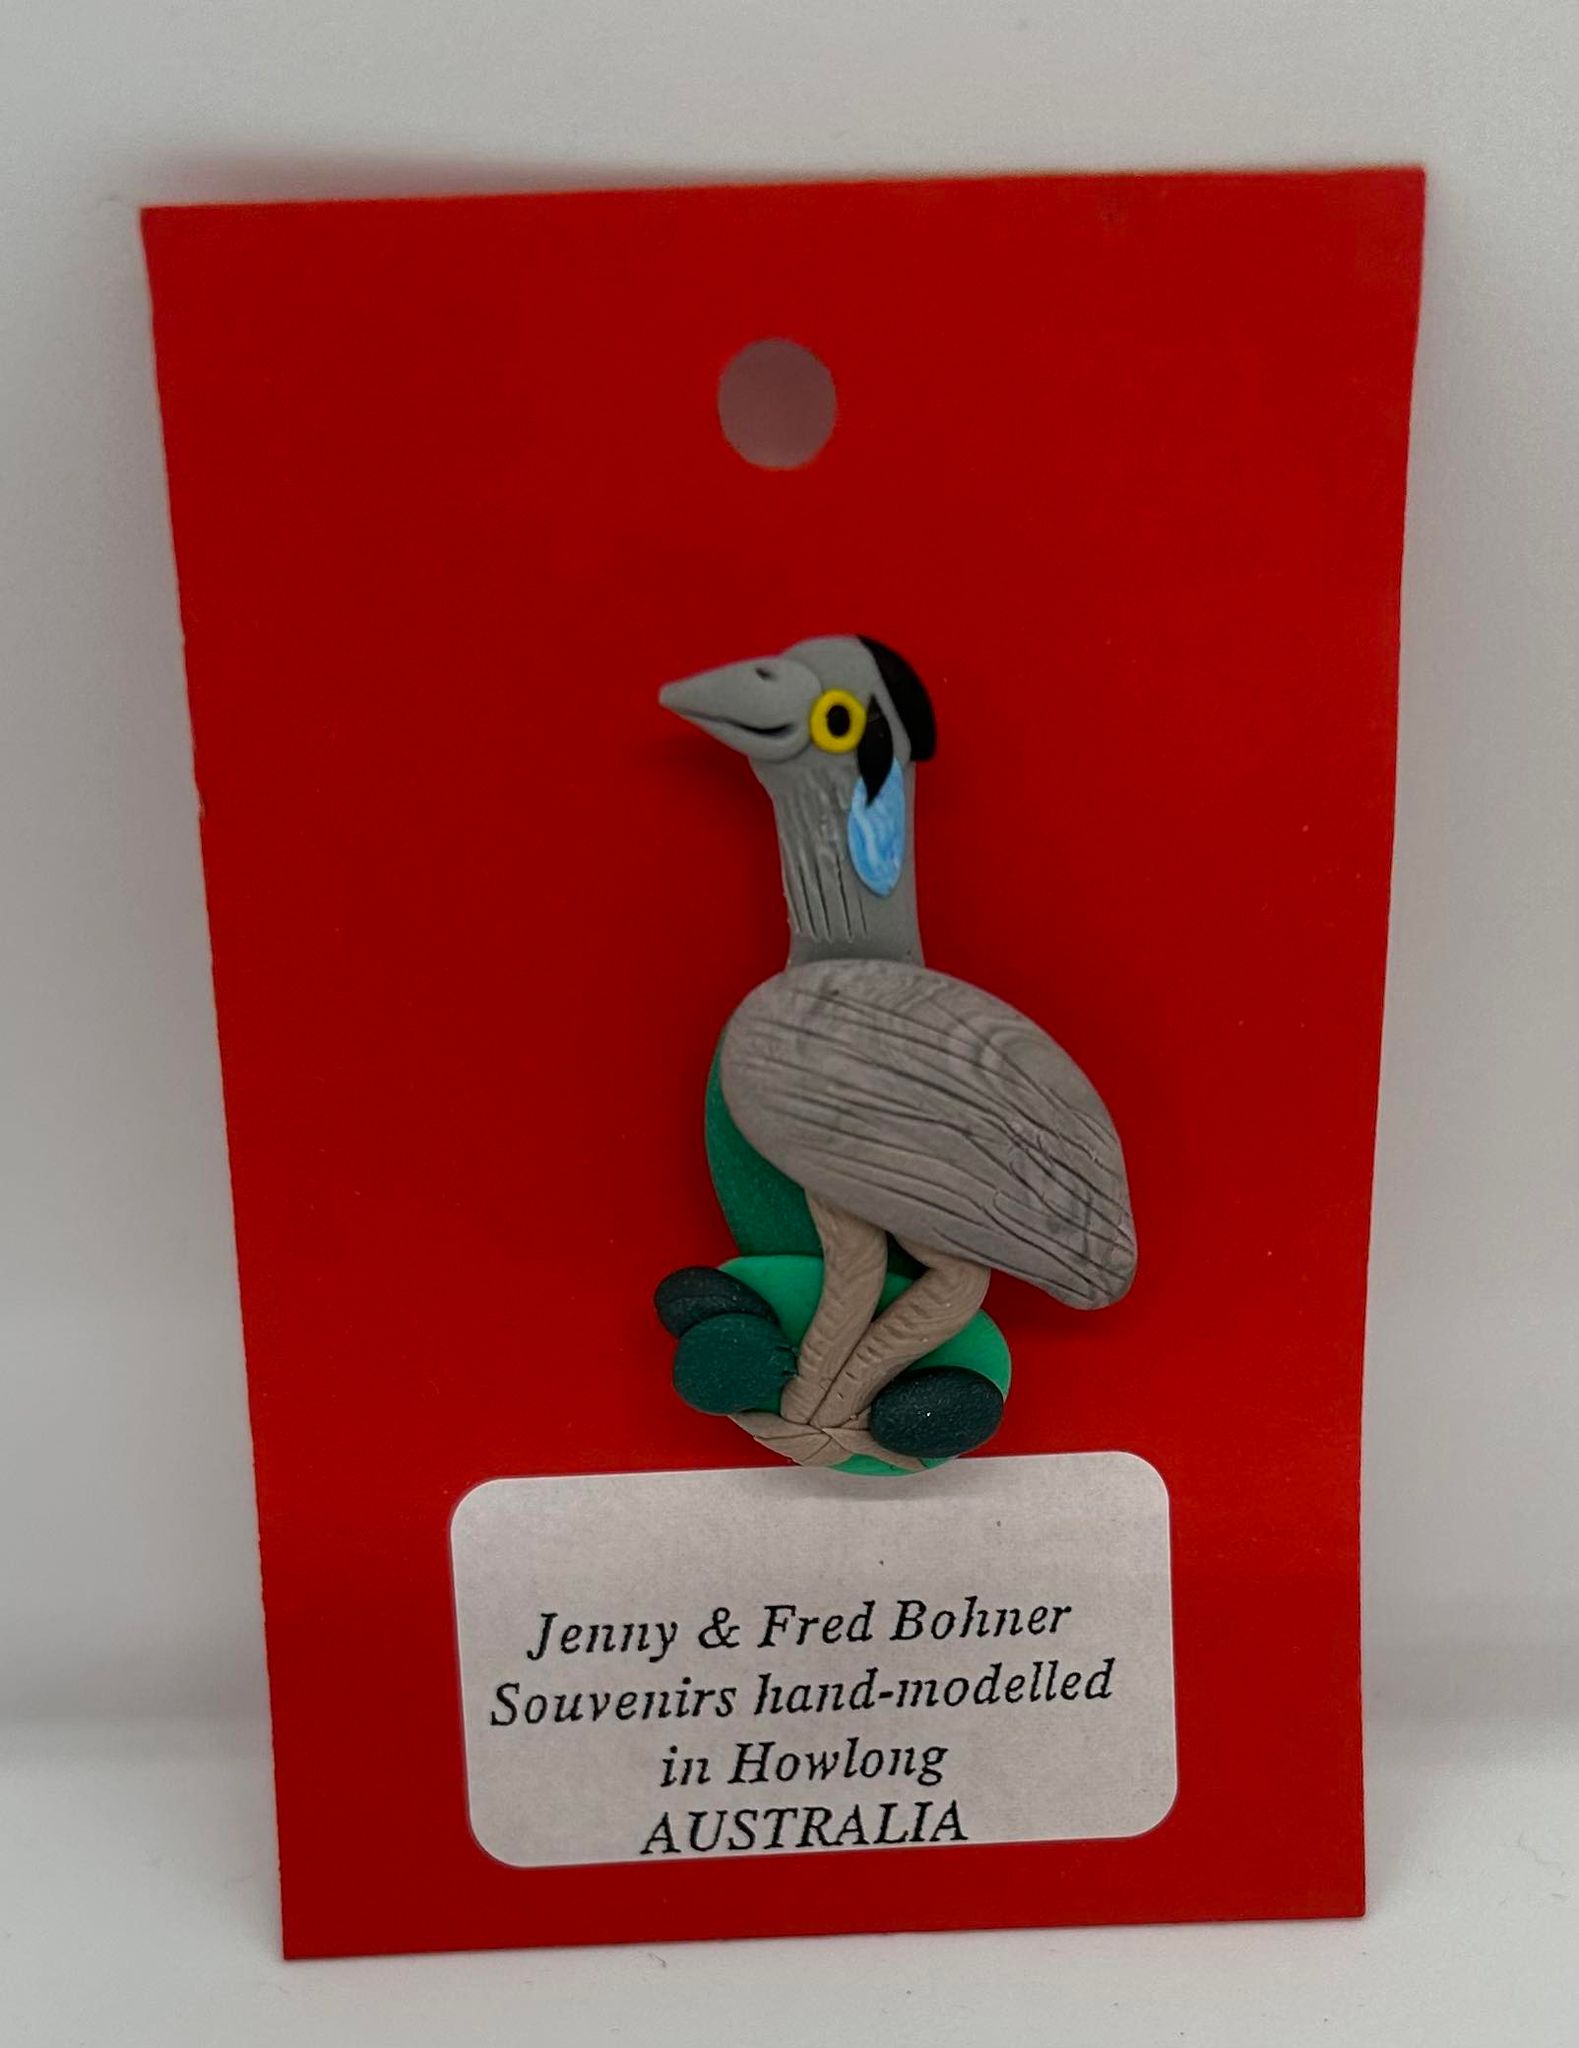 Jenny & Fred Bohner
Souvenirs hand-modelled
in Howlong
AUSTRALIA